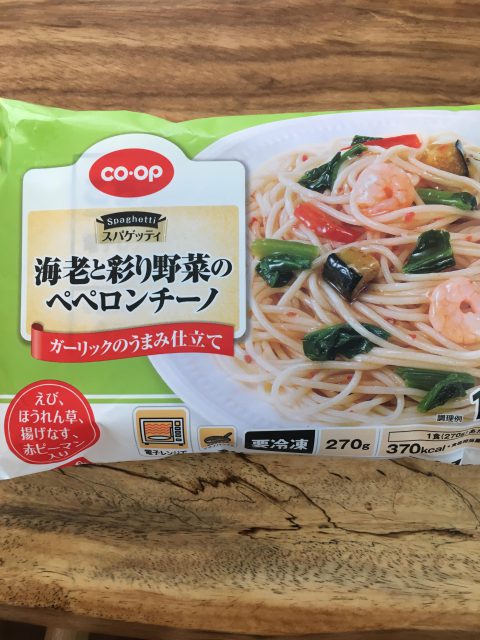 CO·OP
Spaghetti
スパゲッティ
海老と彩り野菜の
ペペロンチーノ
ガーリックのうまみ仕立て
えび、
ほうれん草、
揚げなす、
赤ピーマン
入り
調理例
電子レンジで
要冷凍
270g
1食(270g)
370kcal